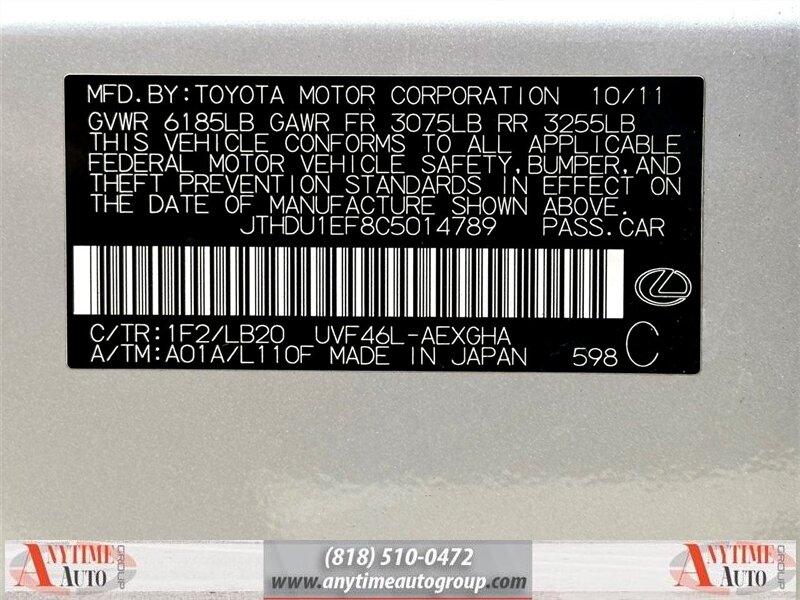 MFD.BY:TOYOTA MOTOR CORPORATION 10/11
GVWR 6185LB GAWR FR 3075LB RR 3255LB
THIS VEHICLE CONFORMS TO ALL APPLICABLE
FEDERAL MOTOR VEHICLE SAFETY,BUMPER,AND
THEFT PREVENTION STANDARDS IN EFFECT ON
THE DATE OF MANUFACTURE SHOWN ABOVE.
JTHDU1EF8C5014789 PASS.CAR
C/TR:1F2/LB20 UVF46L-AEXGHA
A/TM:A01A/L110F MADE IN JAPAN 598 C
ANYTIME AUTO GROUP
(818) 510-0472
www.anytimeautogroup.com
ANYTIME AUTO GROUP